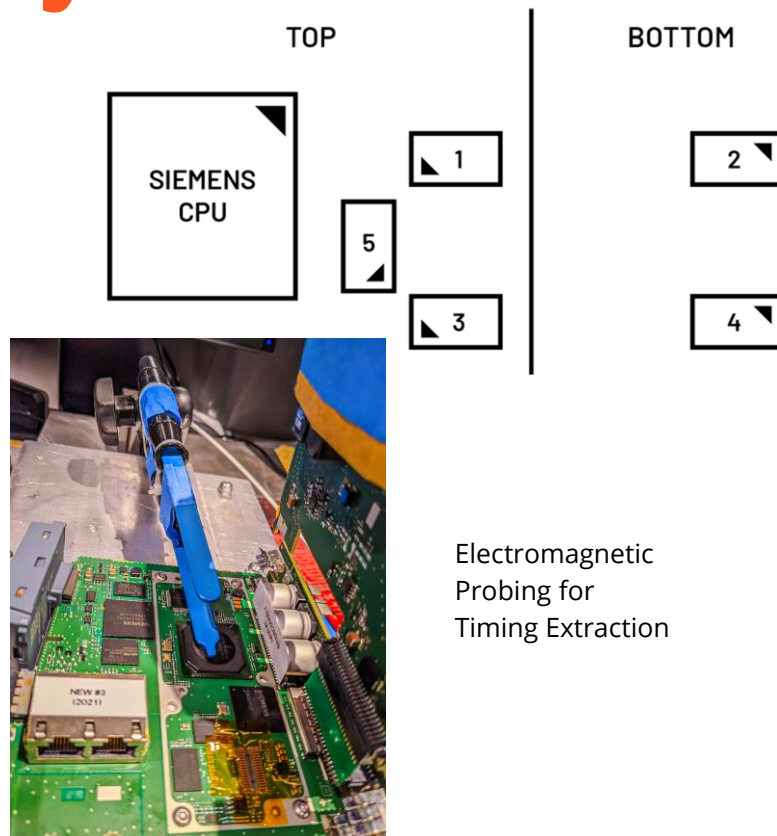 TOP
BOTTOM
SIEMENS
CPU
1
2
5
3
4
NEW #3
(2021)
Electromagnetic
Probing for
Timing Extraction